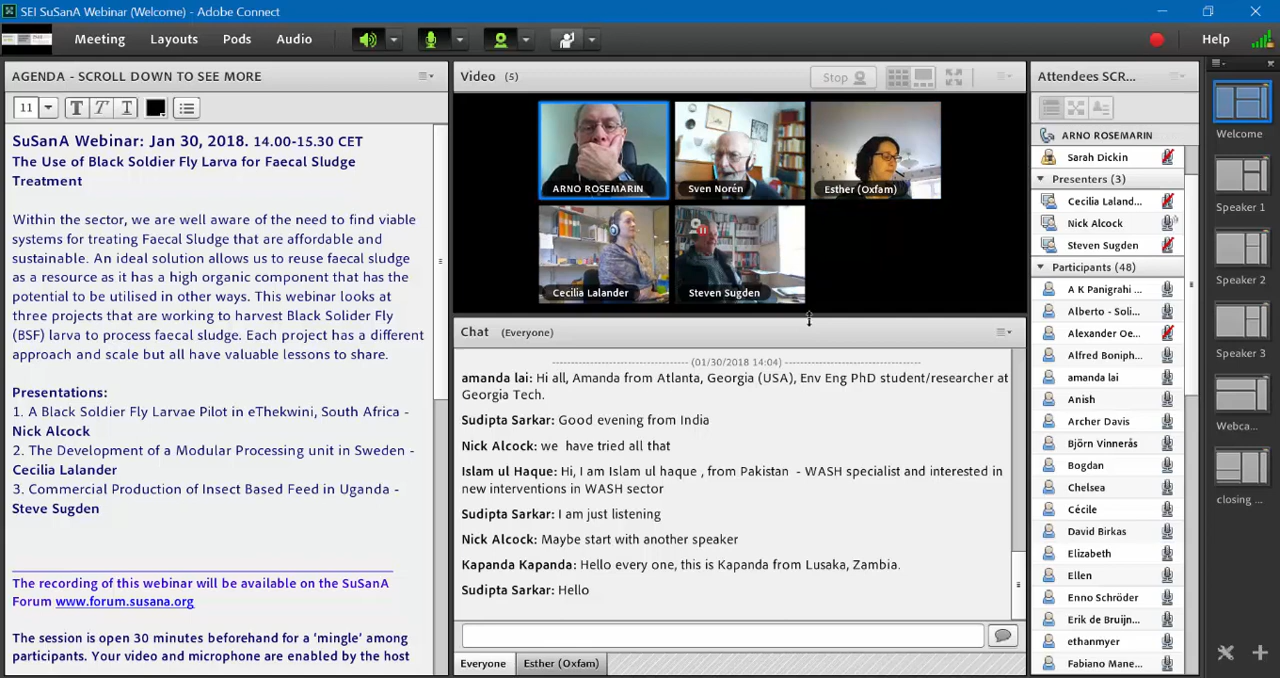 SEI SuSanA Webinar (Welcome) - Adobe Connect
Meeting
Layouts
Pods
Audio
Help
AGENDA - SCROLL DOWN TO SEE MORE
11
T T T
SuSanA Webinar: Jan 30, 2018. 14.00-15.30 CET
The Use of Black Soldier Fly Larva for Faecal Sludge
Treatment
Within the sector, we are well aware of the need to find viable
systems for treating Faecal Sludge that are affordable and
sustainable. An ideal solution allows us to reuse faecal sludge
as a resource as it has a high organic component that has the
potential to be utilised in other ways. This webinar looks at
three projects that are working to harvest Black Solider Fly
(BSF) larva to process faecal sludge. Each project has a different
approach and scale but all have valuable lessons to share.
Presentations:
1. A Black Soldier Fly Larvae Pilot in eThekwini, South Africa -
Nick Alcock
2. The Development of a Modular Processing unit in Sweden -
Cecilia Lalander
3. Commercial Production of Insect Based Feed in Uganda -
Steve Sugden
The recording of this webinar will be available on the SuSanA
Forum www.forum.susana.org
The session is open 30 minutes beforehand for a ‘mingle’ among
participants. Your video and microphone are enabled by the host
Video (5)
Stop
ARNO ROSEMARIN
Sven Norén
Esther (Oxfam)
Cecilia Lalander
Steven Sugden
Chat (Everyone)
(01/30/2018 14:04)
amanda lai: Hi all, Amanda from Atlanta, Georgia (USA), Env Eng PhD student/researcher at
Georgia Tech.
Sudipta Sarkar: Good evening from India
Nick Alcock: we have tried all that
Islam ul Haque: Hi, I am Islam ul haque , from Pakistan - WASH specialist and interested in
new interventions in WASH sector
Sudipta Sarkar: I am just listening
Nick Alcock: Maybe start with another speaker
Kapanda Kapanda: Hello every one, this is Kapanda from Lusaka, Zambia.
Sudipta Sarkar: Hello
Everyone
Esther (Oxfam)
Attendees SCR...
ARNO ROSEMARIN
Sarah Dickin
Presenters (3)
Cecilia Laland...
Nick Alcock
Steven Sugden
Participants (48)
A K Panigrahi ...
Alberto - Soli...
Alexander Oe...
Alfred Boniph...
amanda lai
Anish
Archer Davis
Björn Vinnerås
Bogdan
Chelsea
Cécile
David Birkas
Elizabeth
Ellen
Enno Schröder
Erik de Bruijn...
ethanmyer
Fabiano Mane...
Welcome
Speaker 1
Speaker 2
Speaker 3
Webca...
closing ...